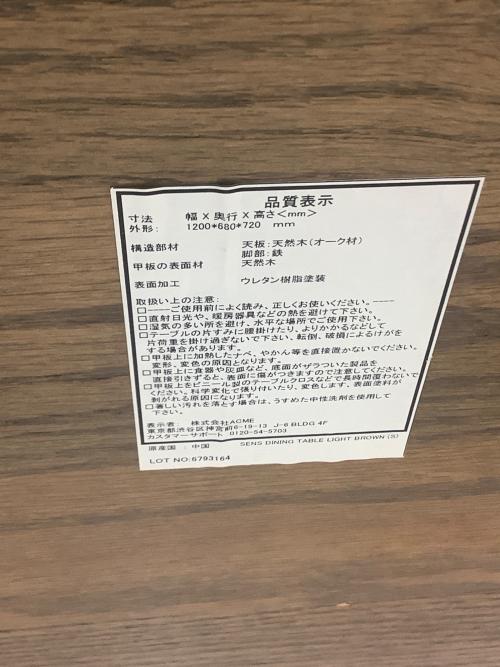 品質表示
寸法　　幅 X 奥行 X 高さ<mm>
外形:　　1200*680*720　mm
構造部材　　天板:天然木(オーク材)
脚部:鉄
甲板の表面材　　天然木
表面加工　　ウレタン樹脂塗装
取扱い上の注意:
□----ご使用前によく読み、正しくお使いください。----
□直射日光や、暖房器具などの熱を避けて下さい。
□湿気の多い所を避け、水平な場所でご使用下さい。
□テーブルの片すみに腰掛けたり、よりかかるなどして
片荷重を掛け過ぎないで下さい、転倒、破損によるけがを
する場合があります。
□甲板上に加熱したナベ、やかん等を直接置かないでください。
変形、変色の原因となります。
□甲板上に食器や灰皿など、底面がザラついた製品を
直接引きずると、表面に傷がつきますので注意してください。
□甲板上をビニール製のテーブルクロスなどで長時間覆わないで
ください。科学変化で張り付いたり、変色します、表面塗料が
剥がれる原因になります。
□著しい汚れを落とす場合は、うすめた中性洗剤を使用して
下さい。
表示者:　株式会社ACME
東京都渋谷区神宮前6-19-13　J-6 BLDG 4F
カスタマーサポート　0120-54-5703
原産国　:　中国　　SENS DINING TABLE LIGHT BROWN (S)
LOT NO:6793164